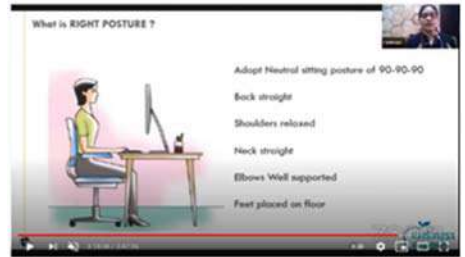 What is RIGHT POSTURE ?
Adopt Neutral sitting posture of 90-90-90
Back straight
Shoulders relaxed
Neck straight
Elbows Well supported
Feet placed on floor